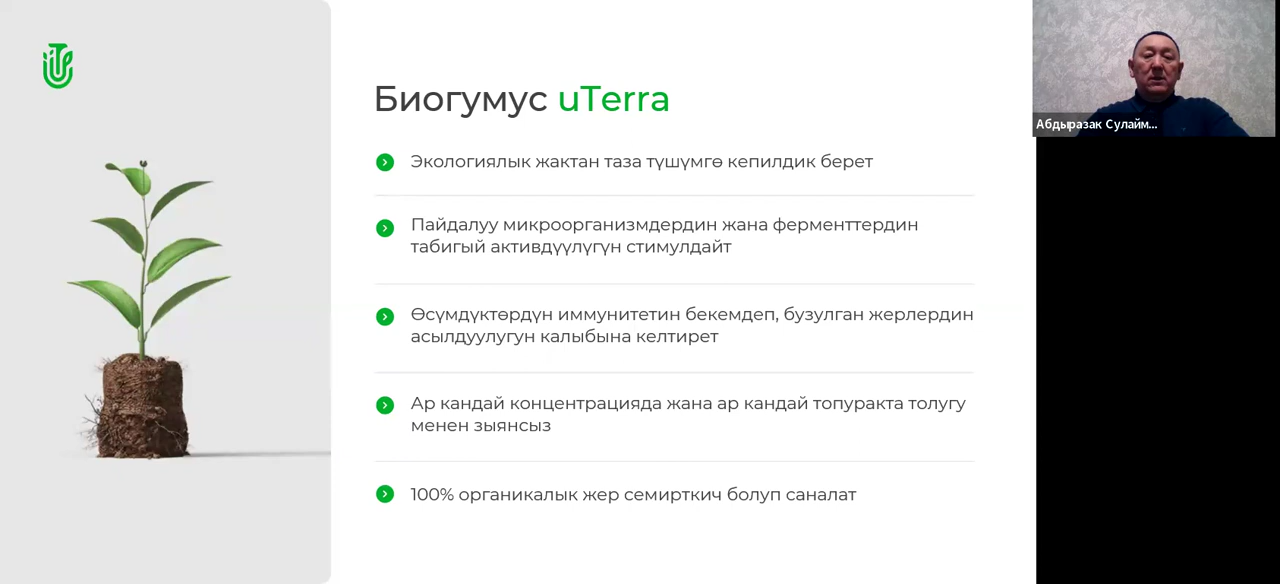 Биогумус uTerra
Экологиялык жактан таза түшүмгө кепилдик берет
Пайдалуу микроорганизмдердин жана ферменттердин
табигый активдүүлүгүн стимулдайт
Өсүмдүктөрдүн иммунитетин бекемдеп, бузулган жерлердин
асылдуулугун калыбына келтирет
Ар кандай концентрацияда жана ар кандай топуракта толугу
менен зыянсыз
100% органикалык жер семирткич болуп саналат
Абдыразак Сулайм...